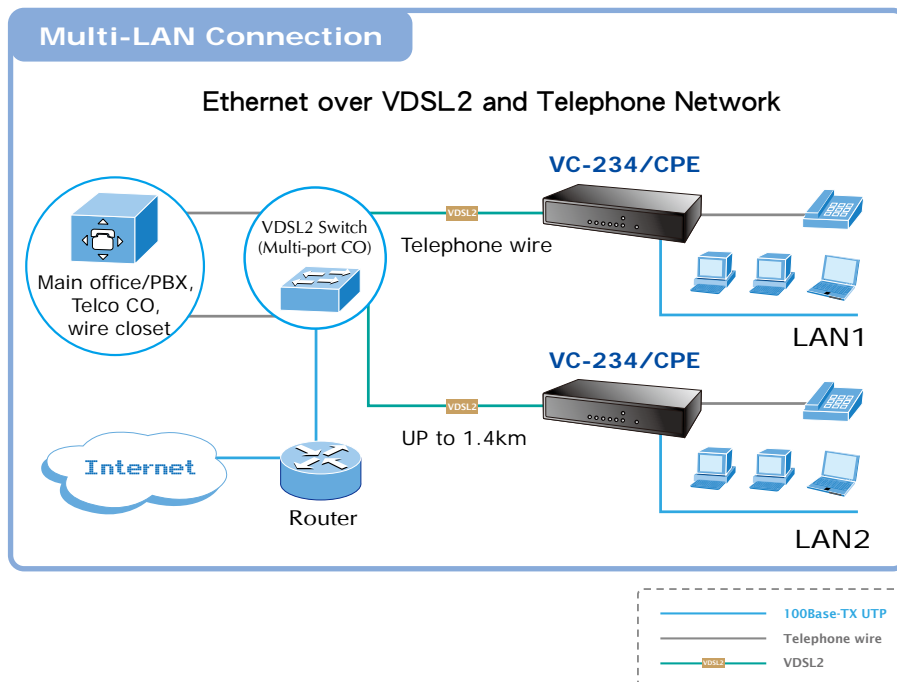 Multi-LAN Connection
Ethernet over VDSL2 and Telephone Network
VC-234/CPE
VDSL2 Switch
(Multi-port CO)
VDSL2
Telephone wire
Main office/PBX,
Telco CO,
wire closet
LAN1
VC-234/CPE
VDSL2
UP to 1.4km
Internet
Router
LAN2
100Base-TX UTP
Telephone wire
VDSL2
VDSL2